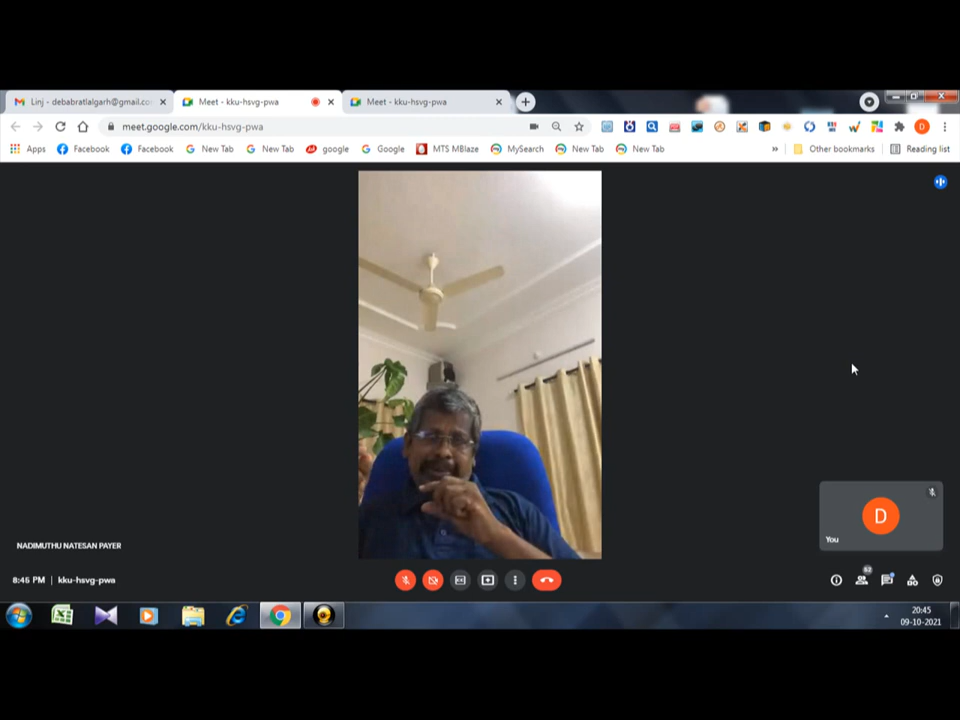 Linj - debabratlalgarh@gmail.co
Meet - kku-hsvg-pwa
Meet - kku-hsvg-pwa
meet.google.com/kku-hsvg-pwa
D
Apps Facebook Facebook New Tab New Tab google Google MTS MBlaze MySearch New Tab New Tab » Other bookmarks Reading list
D
You
NADIMUTHU NATESAN PAYER
8:45 PM | kku-hsvg-pwa
52
20:45
09-10-2021